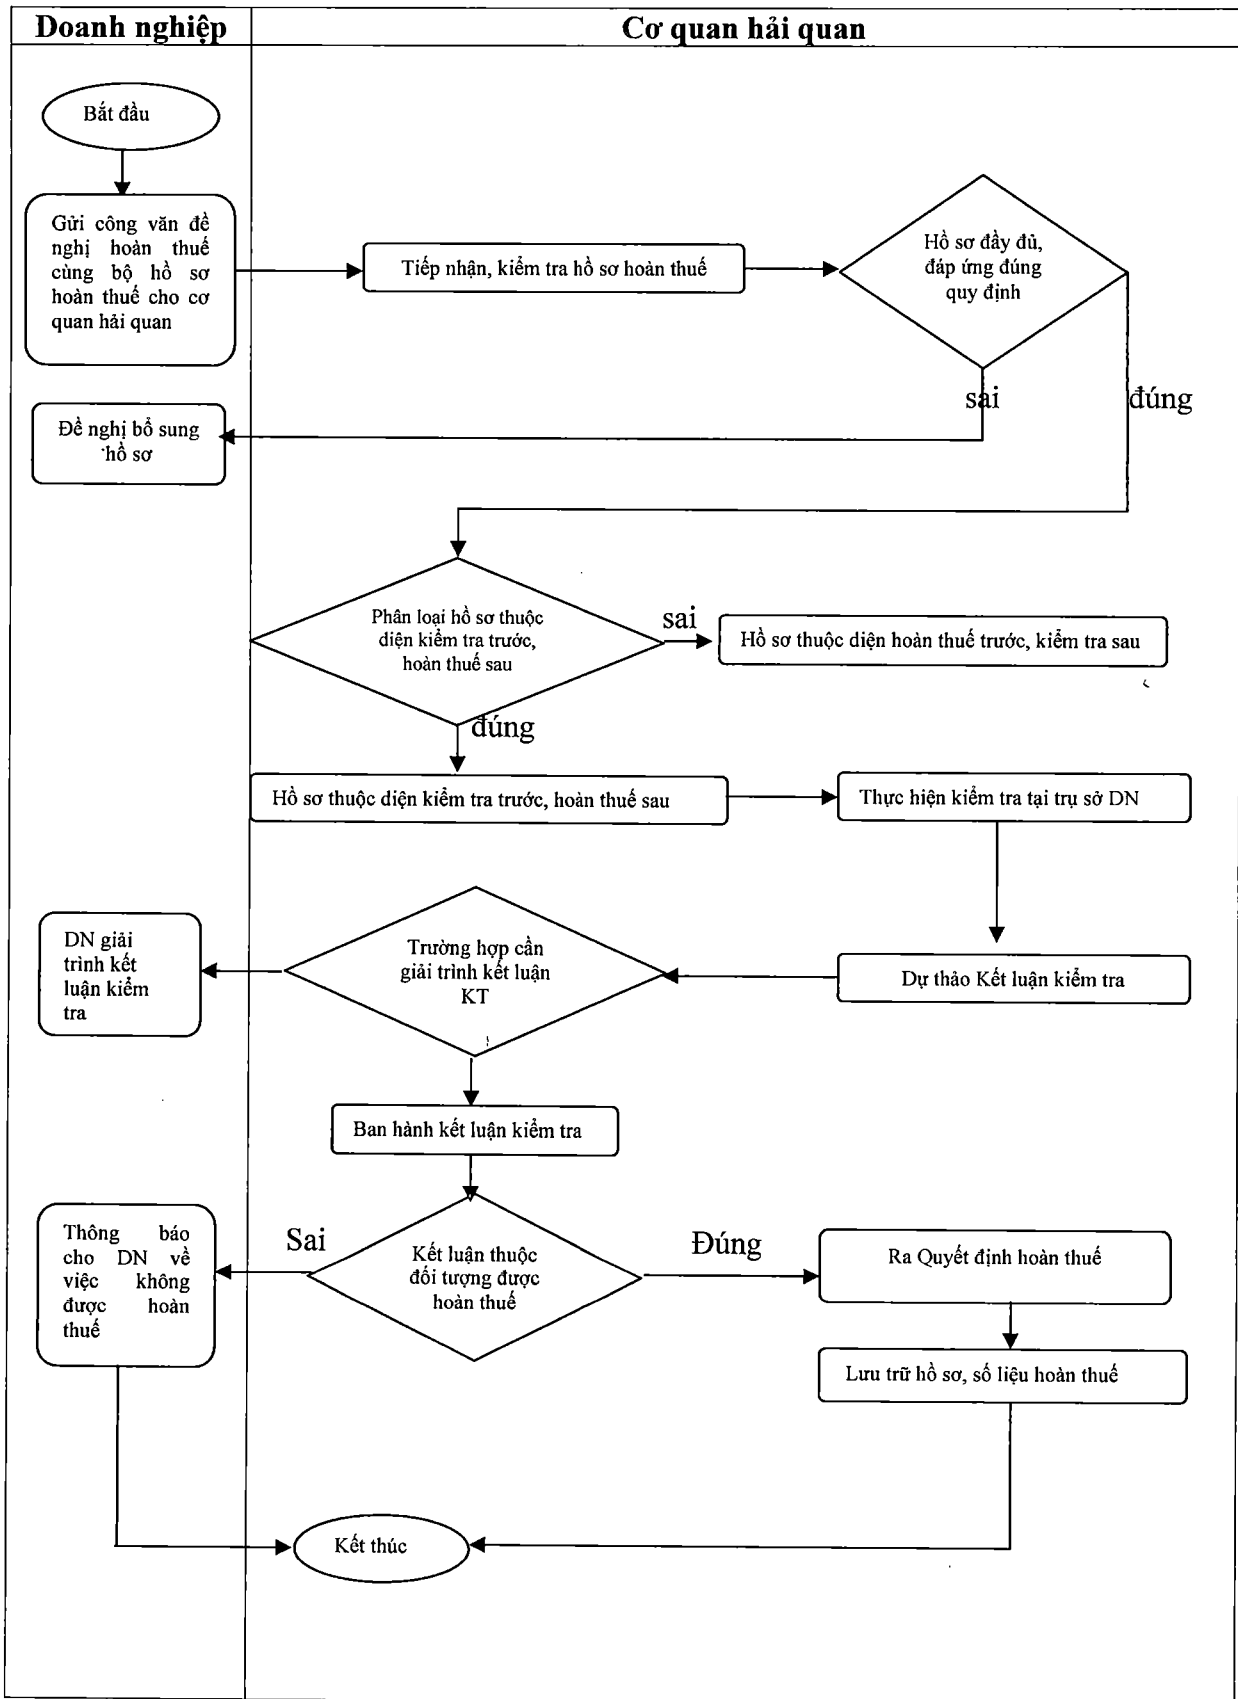 Doanh nghiệp
Cơ quan hải quan
Bắt đầu
Gửi công văn đề
nghị hoàn thuế
cùng bộ hồ sơ
hoàn thuế cho cơ
quan hải quan
Tiếp nhận, kiểm tra hồ sơ hoàn thuế
Hồ sơ đầy đủ,
đáp ứng đúng
quy định
sai
đúng
Đề nghị bổ sung
hồ sơ
Phân loại hồ sơ thuộc
diện kiểm tra trước,
hoàn thuế sau
sai
Hồ sơ thuộc diện hoàn thuế trước, kiểm tra sau
đúng
Hồ sơ thuộc diện kiểm tra trước, hoàn thuế sau
Thực hiện kiểm tra tại trụ sở DN
DN giải
trình kết
luận kiểm
tra
Trường hợp cần
giải trình kết luận
KT
Dự thảo Kết luận kiểm tra
Ban hành kết luận kiểm tra
Thông báo
cho DN về
việc không
được hoàn
thuế
Sai
Kết luận thuộc
đối tượng được
hoàn thuế
Đúng
Ra Quyết định hoàn thuế
Lưu trữ hồ sơ, số liệu hoàn thuế
Kết thúc